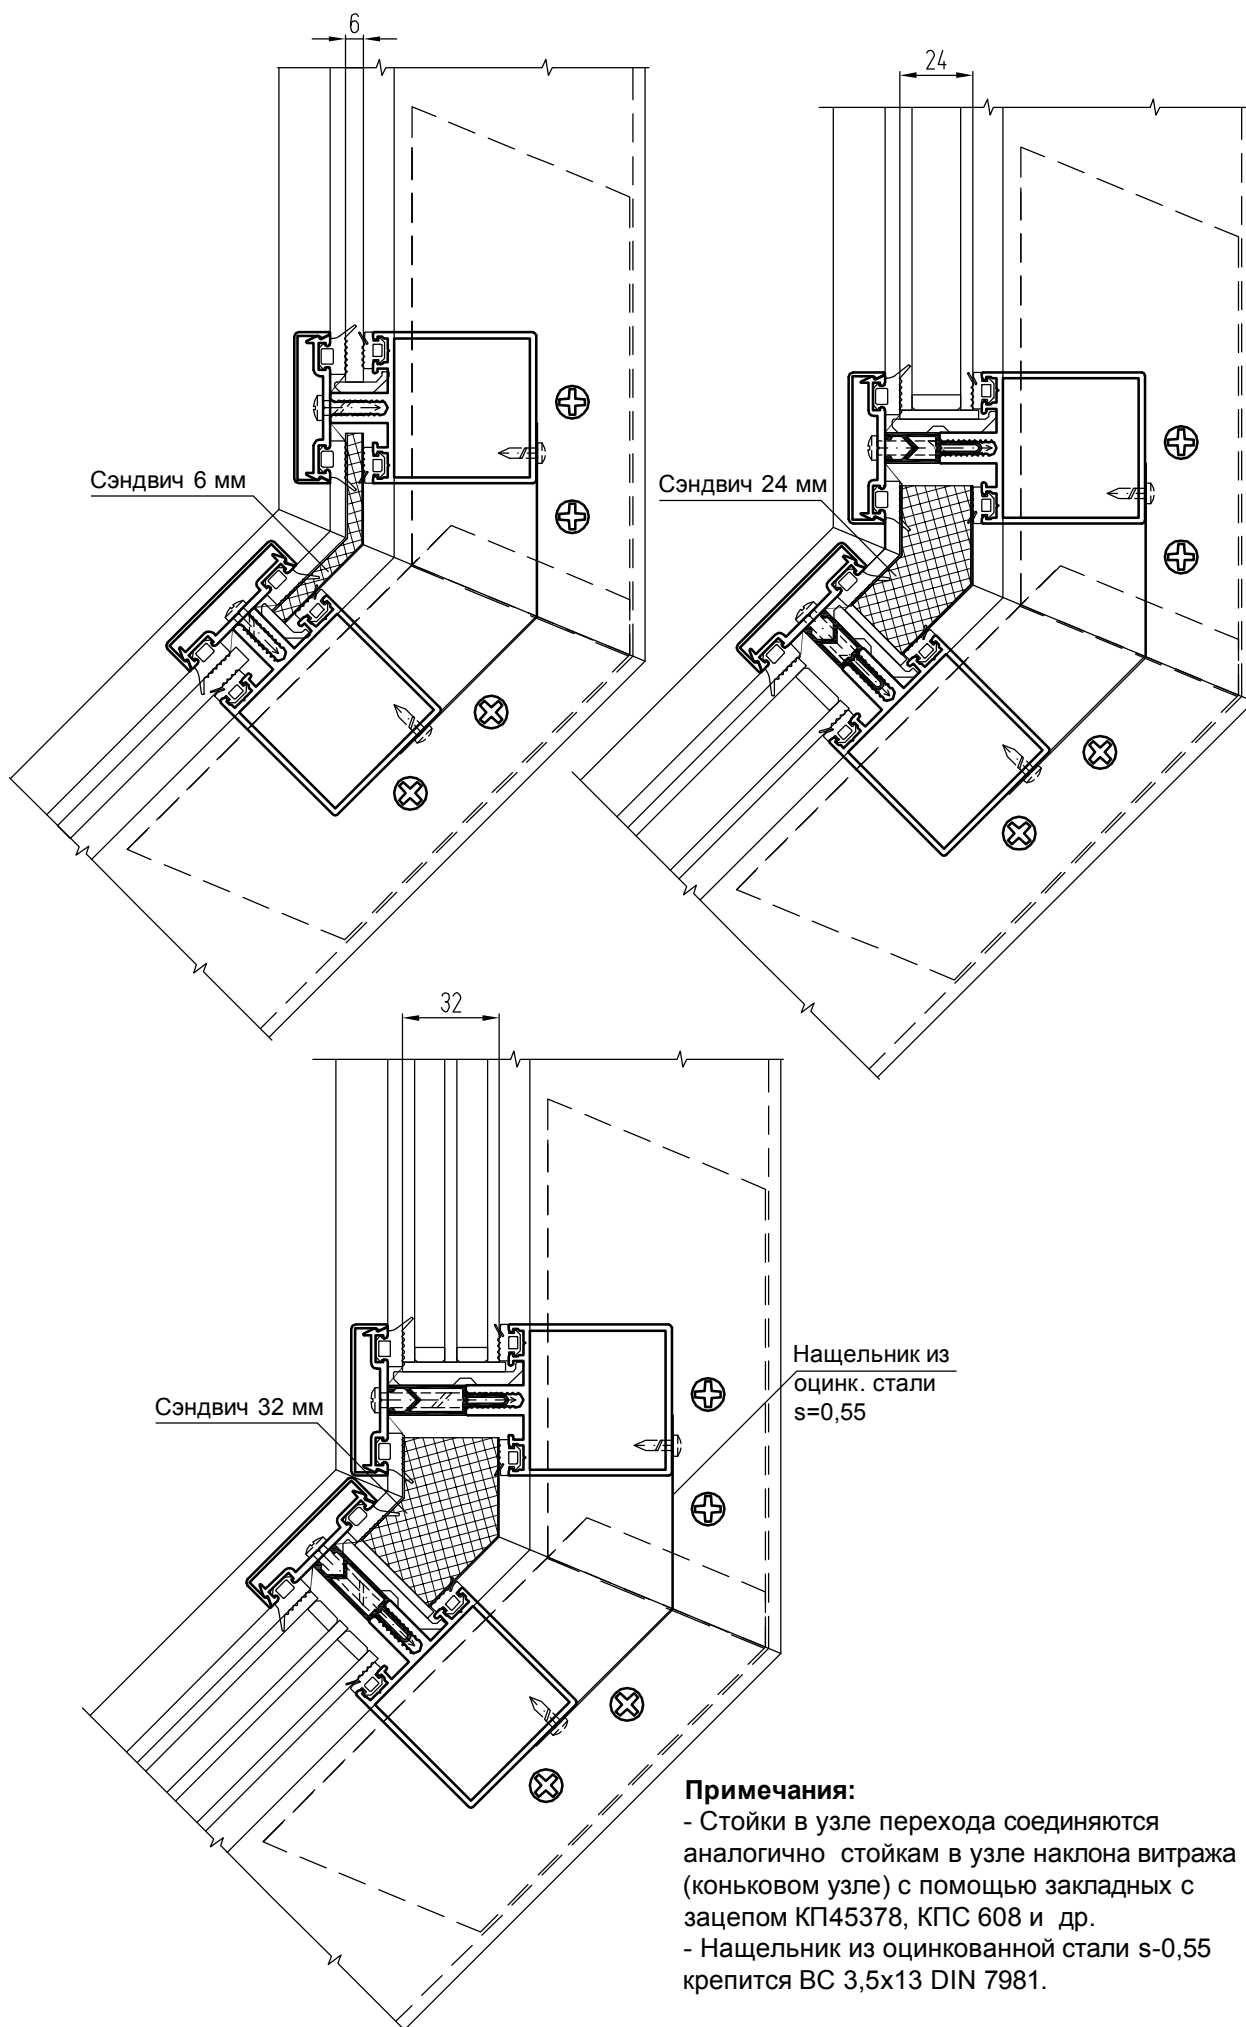 6
24
Сэндвич 6 мм
Сэндвич 24 мм
32
Сэндвич 32 мм
Нащельник из
оцинк. стали
s=0,55
Примечания:
- Стойки в узле перехода соединяются
аналогично стойкам в узле наклона витража
(коньковом узле) с помощью закладных с
зацепом КП45378, КПС 608 и др.
- Нащельник из оцинкованной стали s-0,55
крепится ВС 3,5х13 DIN 7981.